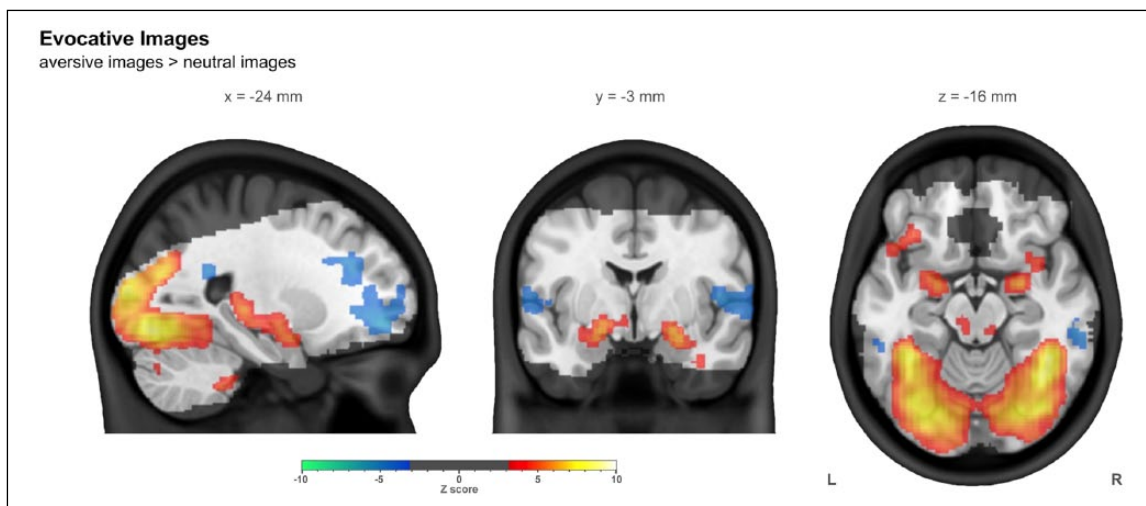 Evocative Images
aversive images > neutral images
x = -24 mm
y = -3 mm
z = -16 mm
-10 -5 0 5 10
Z score
L R